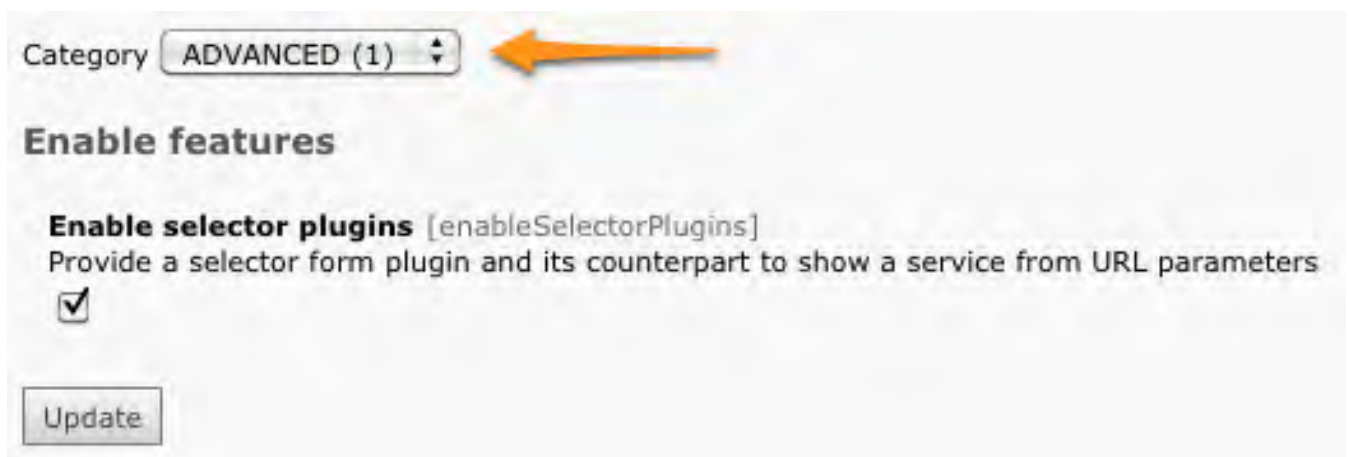 Category ADVANCED (1)
Enable features
Enable selector plugins [enableSelectorPlugins]
Provide a selector form plugin and its counterpart to show a service from URL parameters
Update